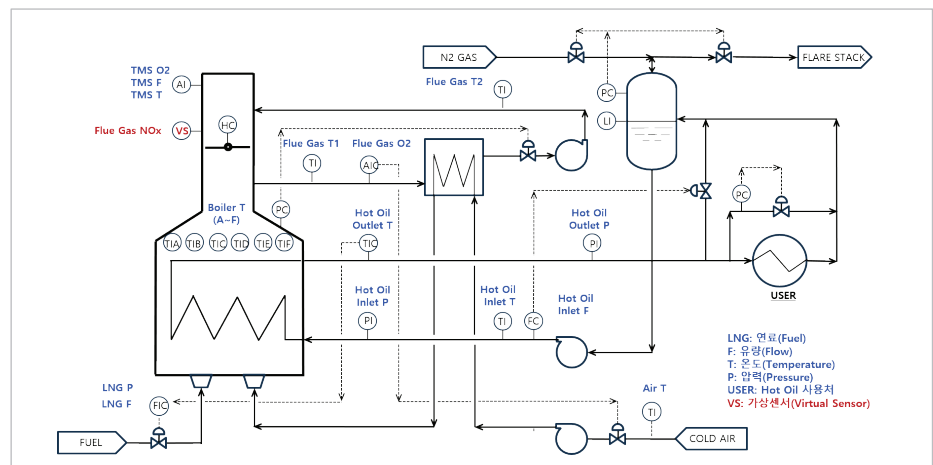 N2 GAS
FLARE STACK
TMS O2
TMS F
TMS T
AI
Flue Gas T2
TI
PC
LI
Flue Gas NOx
VS
HC
Flue Gas T1
TI
Flue Gas O2
AIC
PC
Boiler T
(A~F)
PC
Hot Oil
Outlet T
TIC
Hot Oil
Outlet P
PI
TIA
TIB
TIC
TID
TIE
TIF
USER
Hot Oil
Inlet P
PI
Hot Oil
Inlet T
TI
FC
Hot Oil
Inlet F
LNG: 연료(Fuel)
F: 유량(Flow)
T: 온도(Temperature)
P: 압력(Pressure)
USER: Hot Oil 사용처
VS: 가상센서(Virtual Sensor)
LNG P
LNG F
FIC
Air T
TI
FUEL
COLD AIR